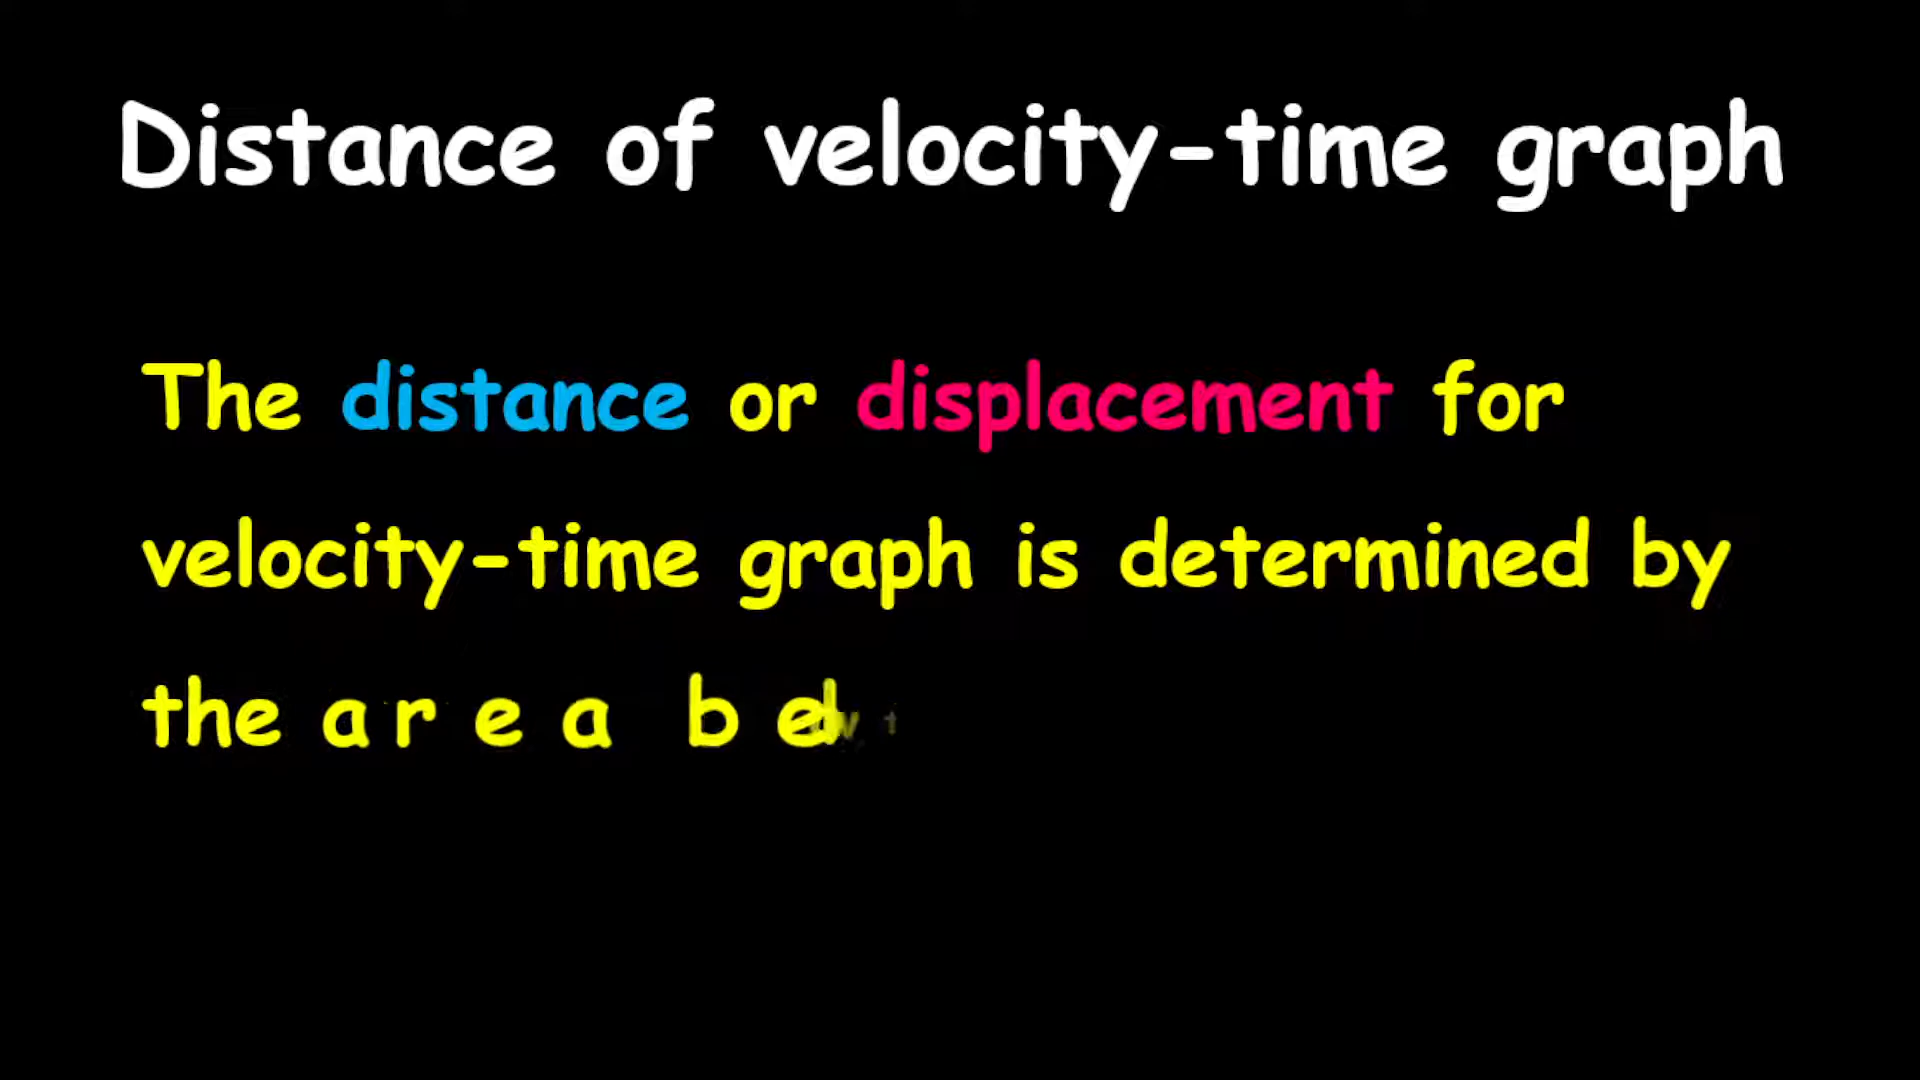 Distance of velocity-time graph
The distance or displacement for
velocity-time graph is determined by
the area